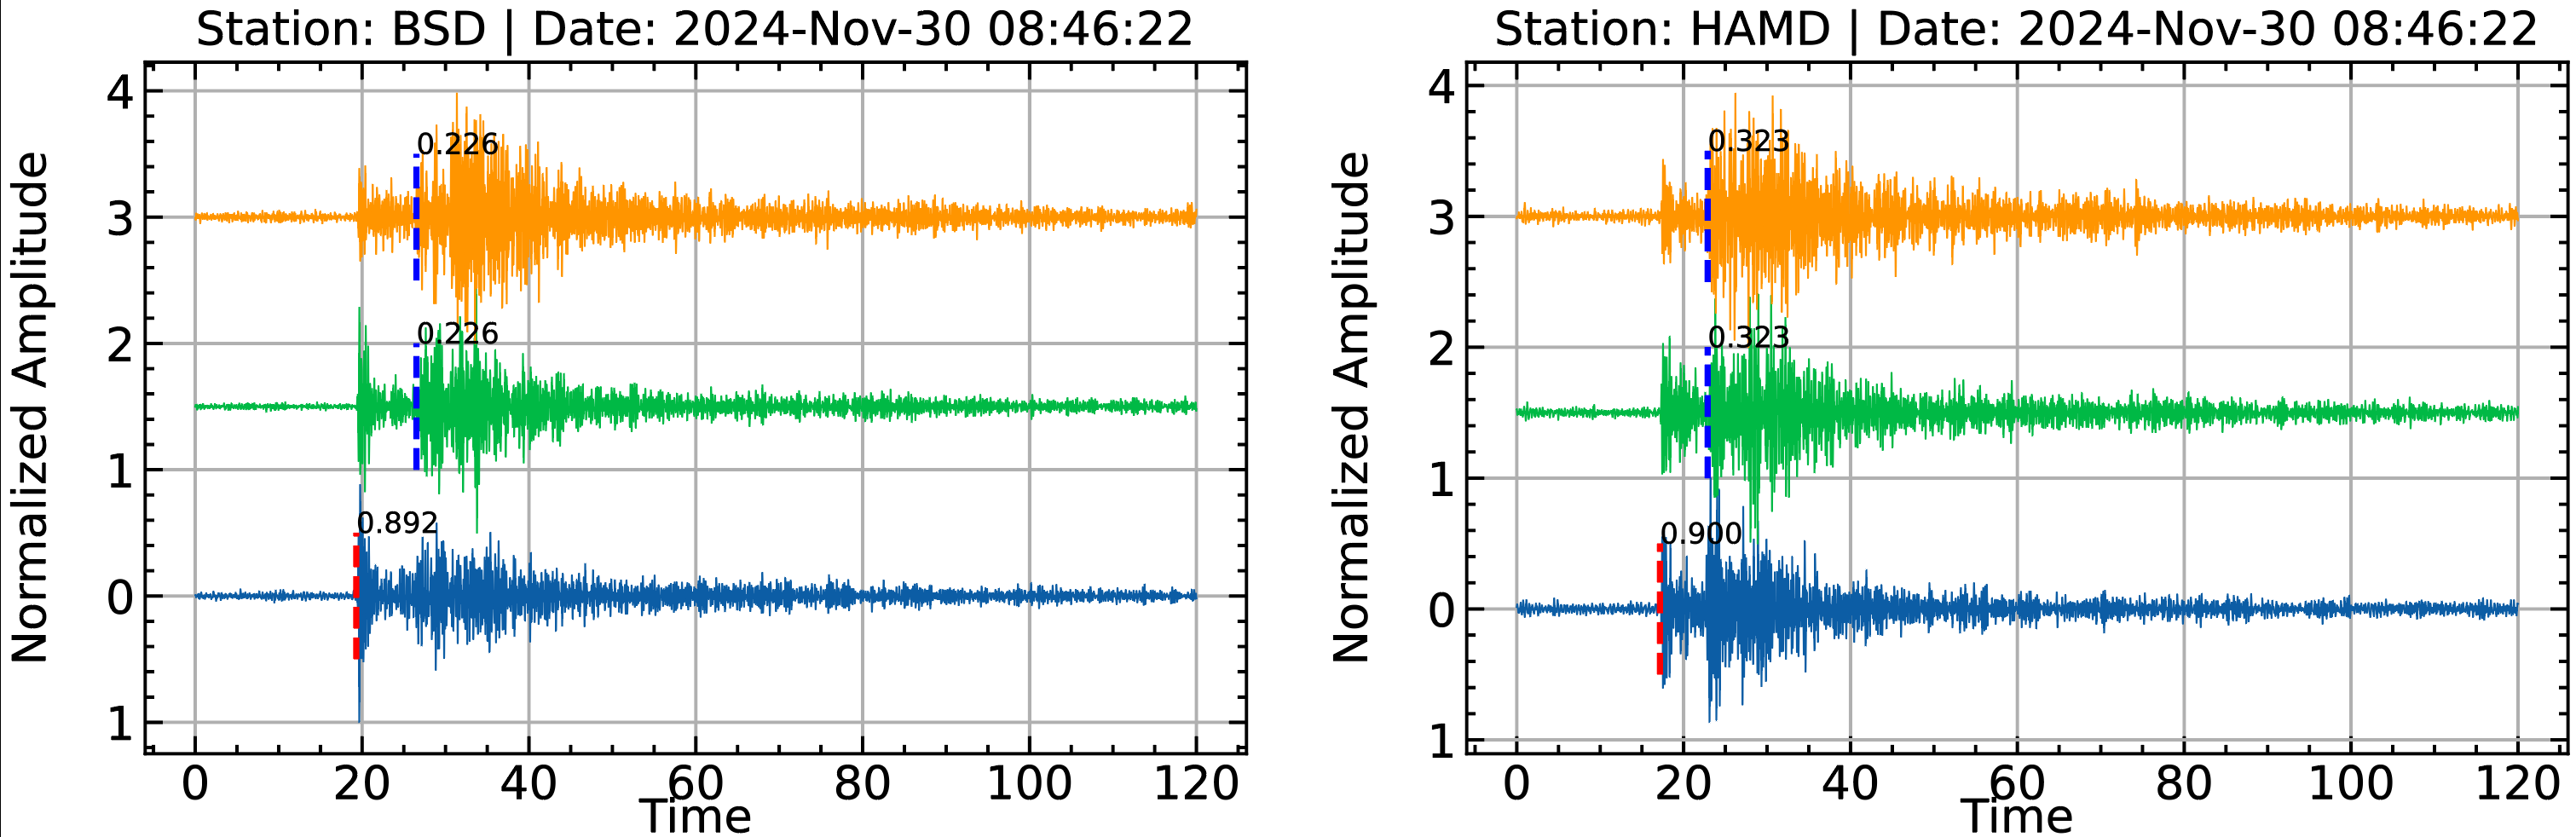 Station: BSD | Date: 2024-Nov-30 08:46:22
4
3
2
1
0
1
Normalized Amplitude
0.226
0.226
0.892
0 20 40 60 80 100 120
Time
Station: HAMD | Date: 2024-Nov-30 08:46:22
4
3
2
1
0
1
Normalized Amplitude
0.323
0.323
0.900
0 20 40 60 80 100 120
Time